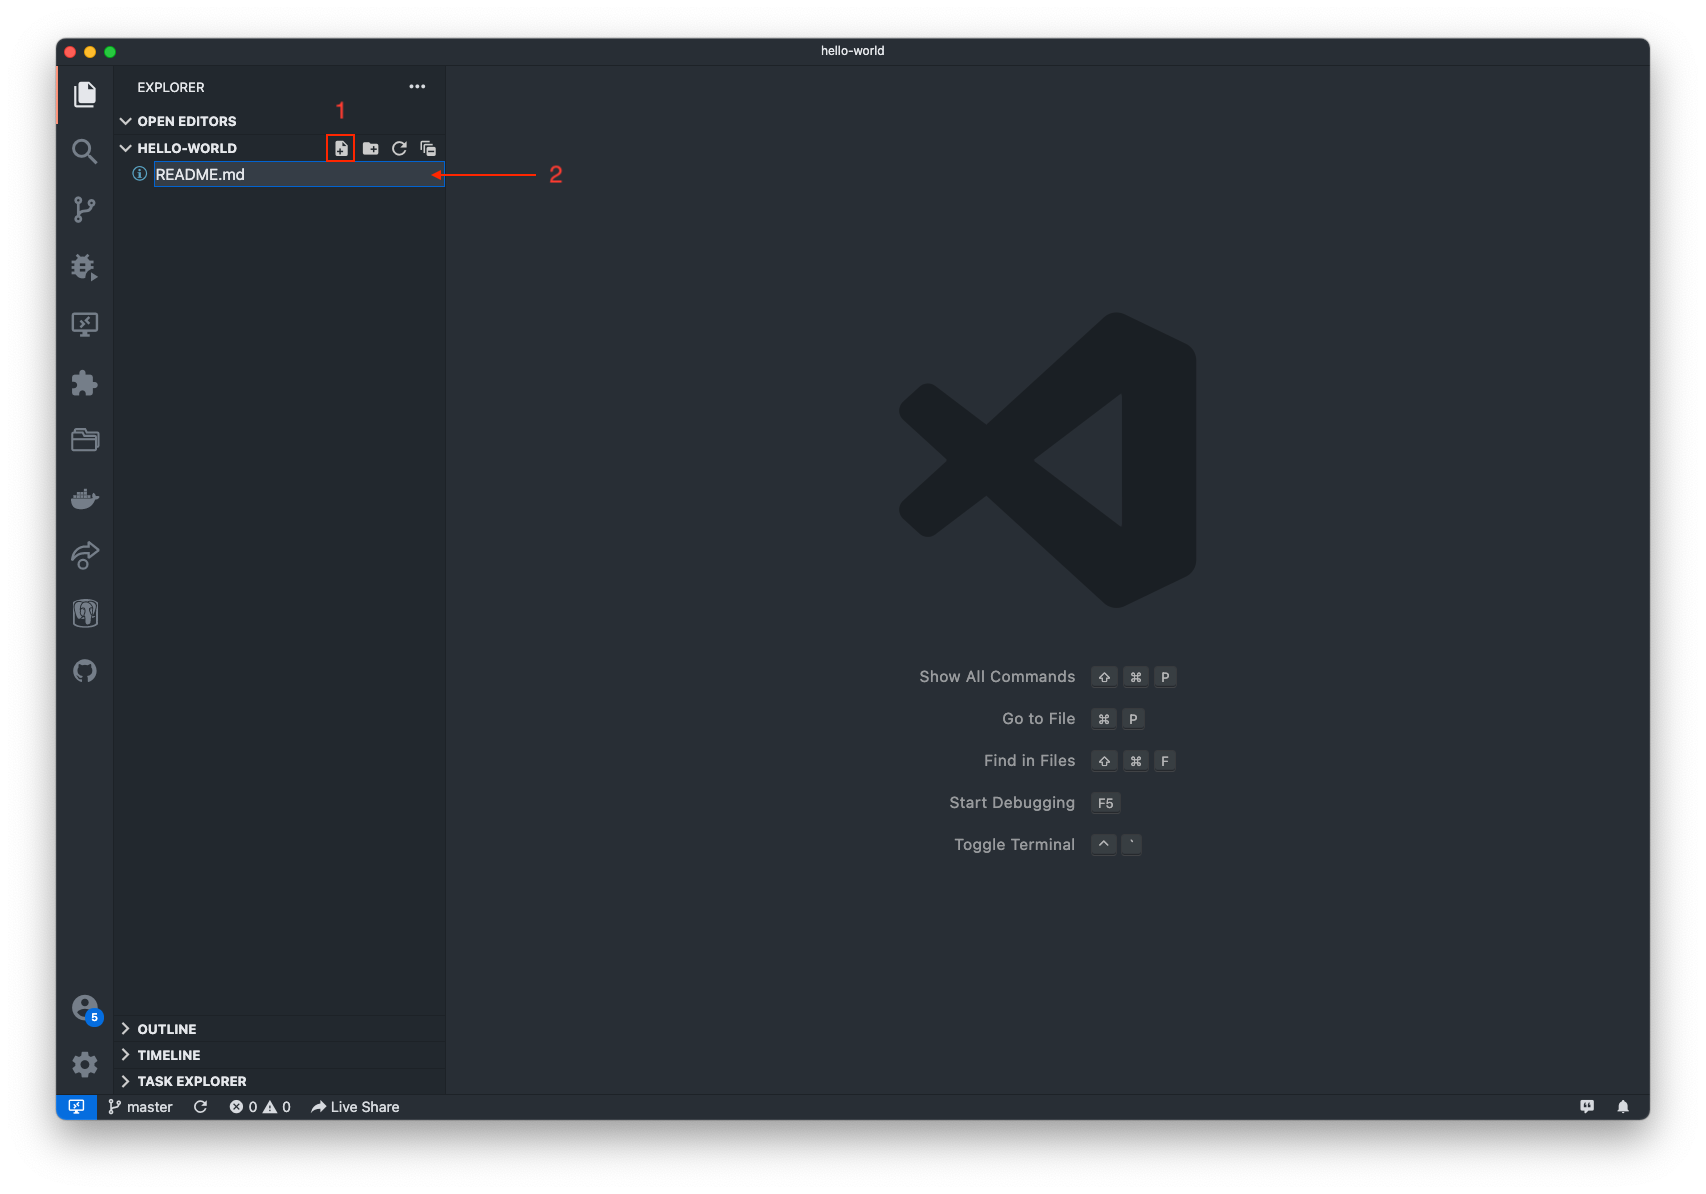 hello-world
EXPLORER
1
OPEN EDITORS
HELLO-WORLD
README.md
2
Show All Commands ⇧ ⌘ P
Go to File ⌘ P
Find in Files ⇧ ⌘ F
Start Debugging F5
Toggle Terminal ^ `
5
OUTLINE
TIMELINE
TASK EXPLORER
master 0 0 Live Share